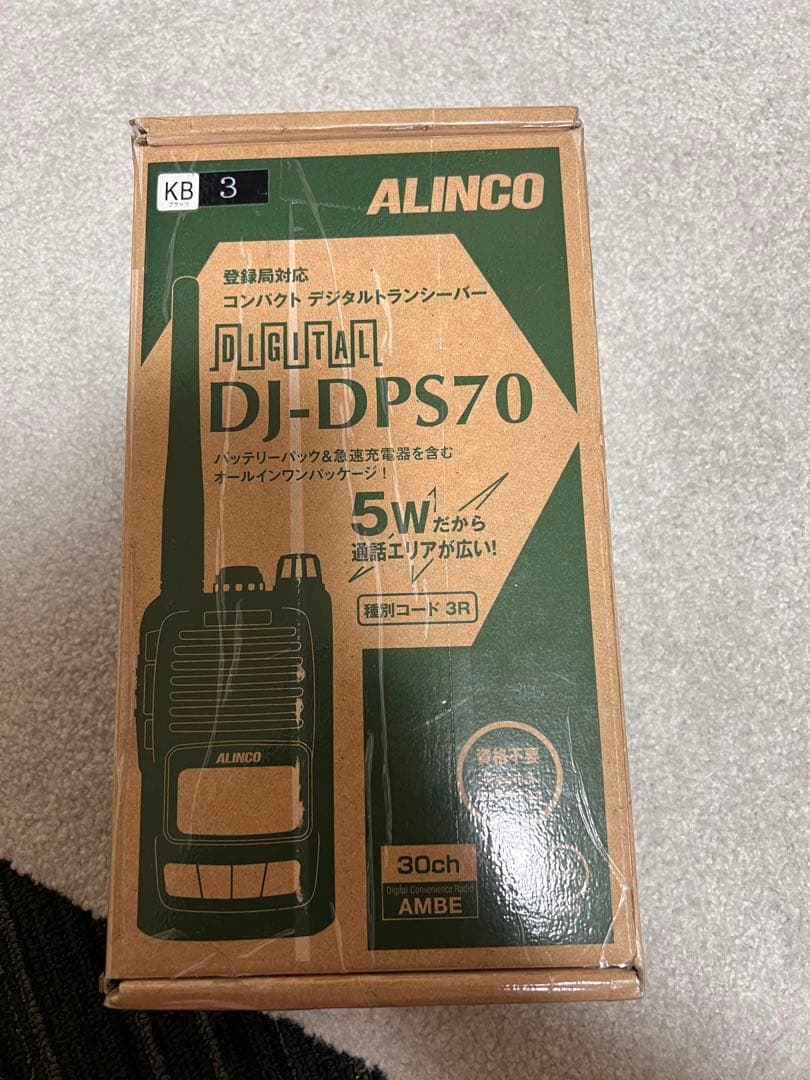 KB 3
ブラック
ALINCO
登録局対応
コンパクト デジタルトランシーバー
DIGITAL
DJ-DPS70
バッテリーパック&急速充電器を含む
オールインワンパッケージ!
5Wだから
通話エリアが広い!
種別コード 3R
ALINCO
資格不要
30ch
Digital Convenience Radio
AMBE